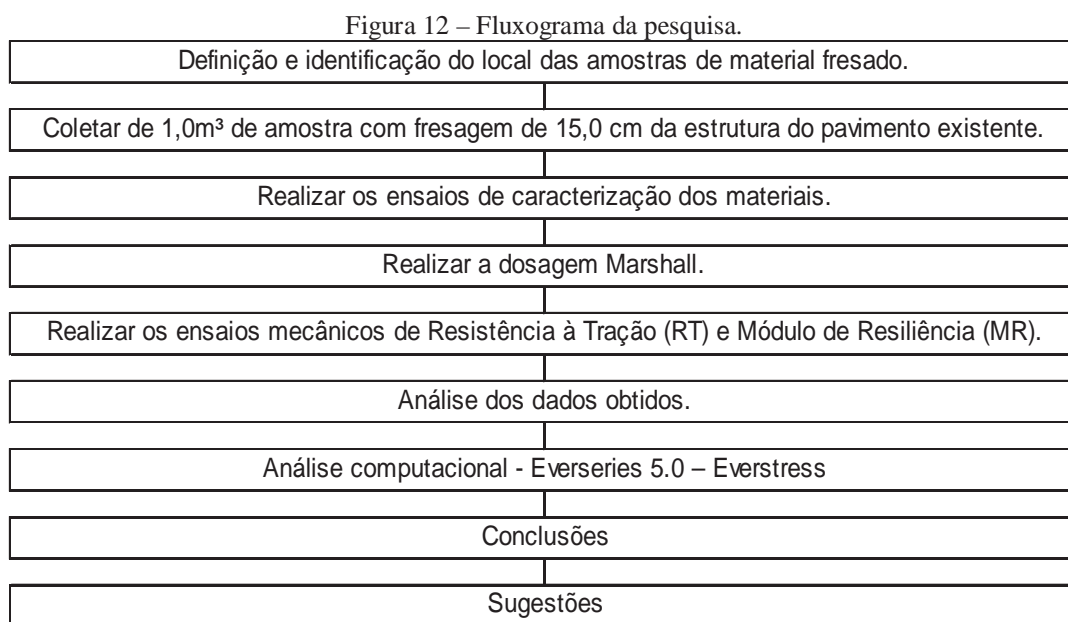 Figura 12 – Fluxograma da pesquisa.
Definição e identificação do local das amostras de material fresado.
Coletar de 1,0m³ de amostra com fresagem de 15,0 cm da estrutura do pavimento existente.
Realizar os ensaios de caracterização dos materiais.
Realizar a dosagem Marshall.
Realizar os ensaios mecânicos de Resistência à Tração (RT) e Módulo de Resiliência (MR).
Análise dos dados obtidos.
Análise computacional - Everseries 5.0 – Everstress
Conclusões
Sugestões